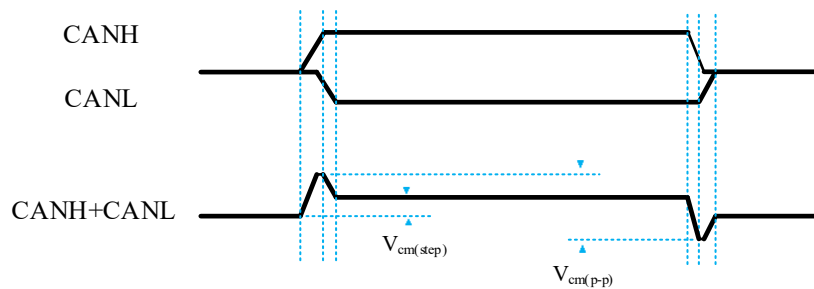 CANH
CANL
CANH+CANL
Vcm(step)
Vcm(p-p)